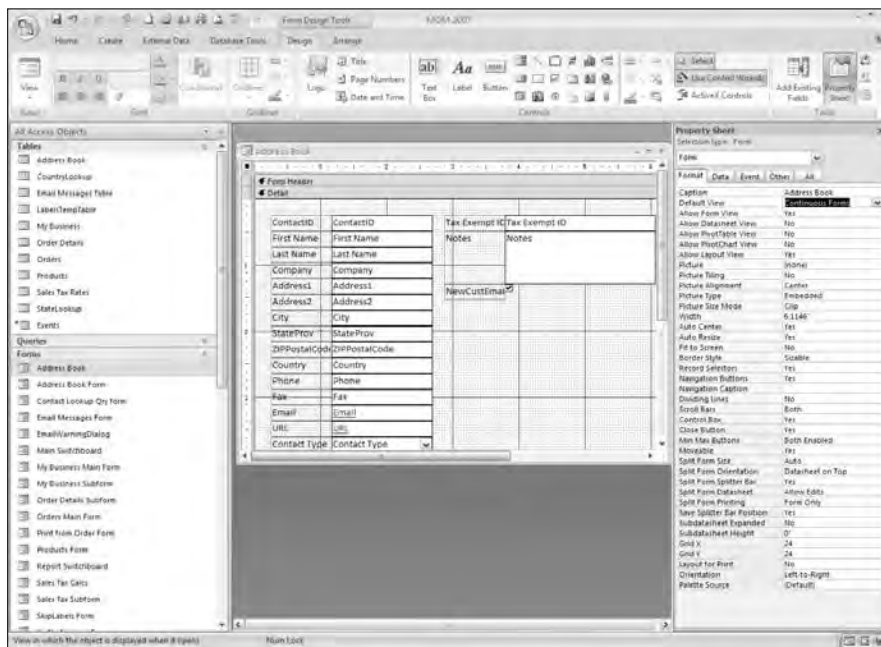 Form Design Tools
MOM 2007
Home Create External Data Database Tools Design Arrange
View
Conditional
Gridlines
Logo
Title
Page Numbers
Date and Time
Text Box
Label
Button
Select
Use Control Wizards
ActiveX Controls
Add Existing Fields
Property Sheet
Font
Gridlines
Controls
Tools
All Access Objects
Tables
Address Book
CountryLookup
Email Messages Table
LabelsTempTable
My Business
Order Details
Orders
Products
Sales Tax Rates
StateLookup
Events
Queries
Forms
Address Book
Address Book Form
Contact Lookup Qry form
Email Messages Form
EmailWarningDialog
Main Switchboard
My Business Main Form
My Business Subform
Order Details Subform
Orders Main Form
Print from Order Form
Products Form
Report Switchboard
Sales Tax Calcs
Sales Tax Subform
SkipLabels Form
Address Book
Form Header
Detail
ContactID ContactID
First Name First Name
Last Name Last Name
Company Company
Address1 Address1
Address2 Address2
City City
StateProv StateProv
ZIPPostalCode ZIPPostalCode
Country Country
Phone Phone
Fax Fax
Email Email
URL URL
Contact Type Contact Type
Tax Exempt ID Tax Exempt ID
Notes Notes
NewCustEmai
Property Sheet
Selection type: Form
Form
Format Data Event Other All
Caption Address Book
Default View Continuous Forms
Allow Form View Yes
Allow Datasheet View No
Allow PivotTable View No
Allow PivotChart View No
Allow Layout View Yes
Picture (none)
Picture Tiling No
Picture Alignment Center
Picture Type Embedded
Picture Size Mode Clip
Width 6.1146"
Auto Center Yes
Auto Resize Yes
Fit to Screen No
Border Style Sizable
Record Selectors Yes
Navigation Buttons Yes
Navigation Caption
Dividing Lines No
Scroll Bars Both
Control Box Yes
Close Button Yes
Min Max Buttons Both Enabled
Moveable Yes
Split Form Size Auto
Split Form Orientation Datasheet on Top
Split Form Splitter Bar Yes
Split Form Datasheet Allow Edits
Split Form Printing Form Only
Save Splitter Bar Position Yes
Subdatasheet Expanded No
Subdatasheet Height 0"
Grid X 24
Grid Y 24
Layout for Print No
Orientation Left-to-Right
Palette Source (Default)
View in which the object is displayed when it opens
Num Lock